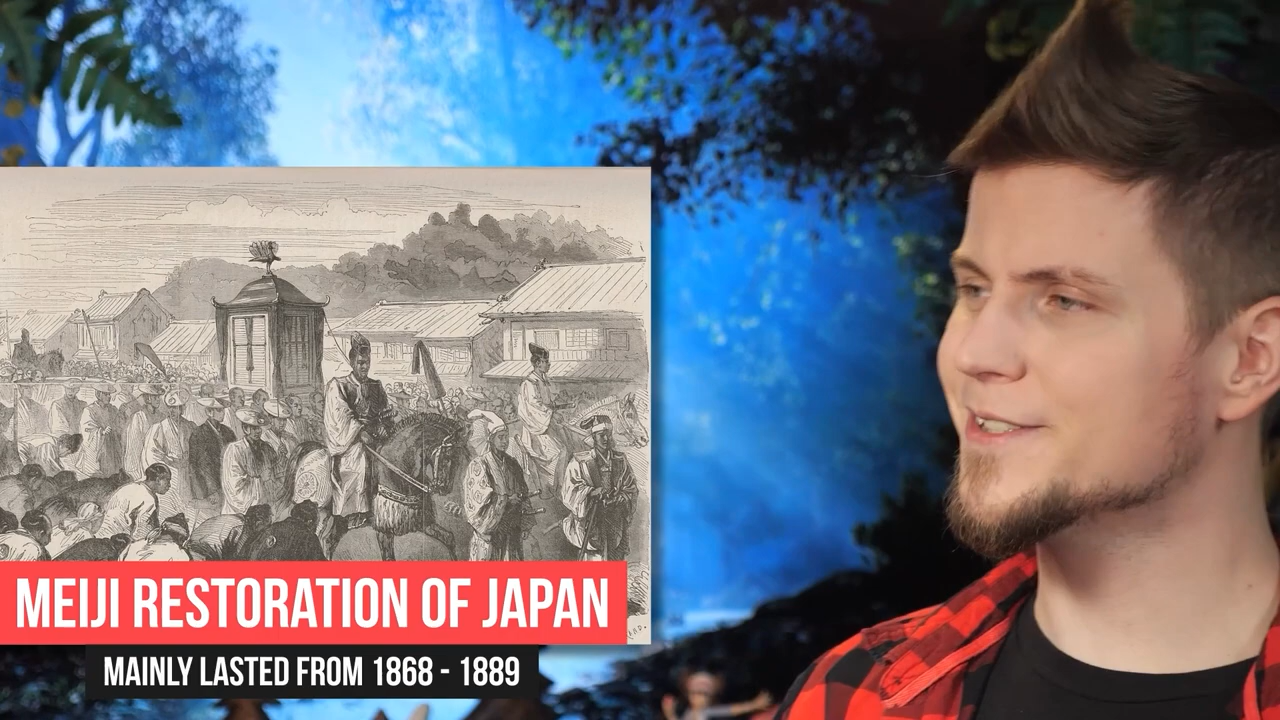 MEIJI RESTORATION OF JAPAN
MAINLY LASTED FROM 1868 - 1889